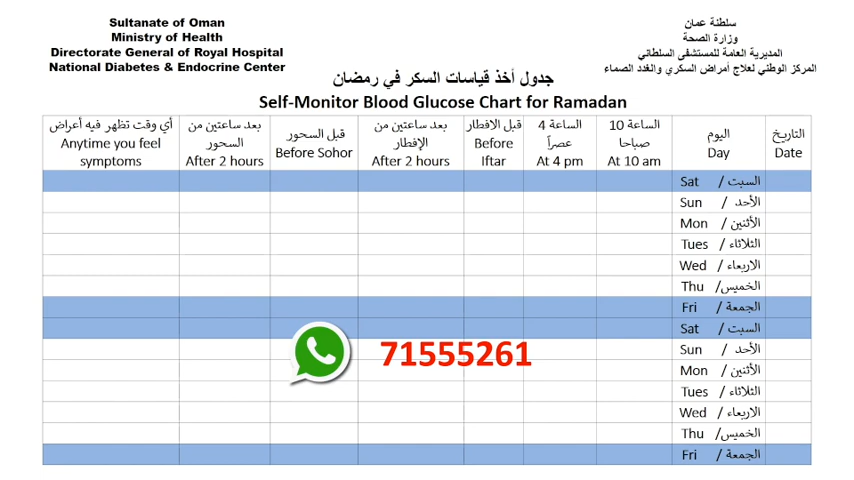 Sultanate of Oman
Ministry of Health
Directorate General of Royal Hospital
National Diabetes & Endocrine Center
سلطنة عمان
وزارة الصحة
المديرية العامة للمستشفى السلطاني
المركز الوطني لعلاج أمراض السكري والغدد الصماء
جدول أخذ قياسات السكر في رمضان
Self-Monitor Blood Glucose Chart for Ramadan
التاريخ
Date
اليوم
Day
الساعة 10
صباحا
At 10 am
الساعة 4
عصراً
At 4 pm
قبل الافطار
Before
Iftar
بعد ساعتين من
الإفطار
After 2 hours
قبل السحور
Before Sohor
بعد ساعتين من
السحور
After 2 hours
أي وقت تظهر فيه أعراض
Anytime you feel
symptoms
السبت / Sat
الأحد / Sun
الأثنين / Mon
الثلاثاء / Tues
الاربعاء / Wed
الخميس/ Thu
الجمعة / Fri
السبت / Sat
الأحد / Sun
الأثنين / Mon
الثلاثاء / Tues
الاربعاء / Wed
الخميس/ Thu
الجمعة / Fri
71555261